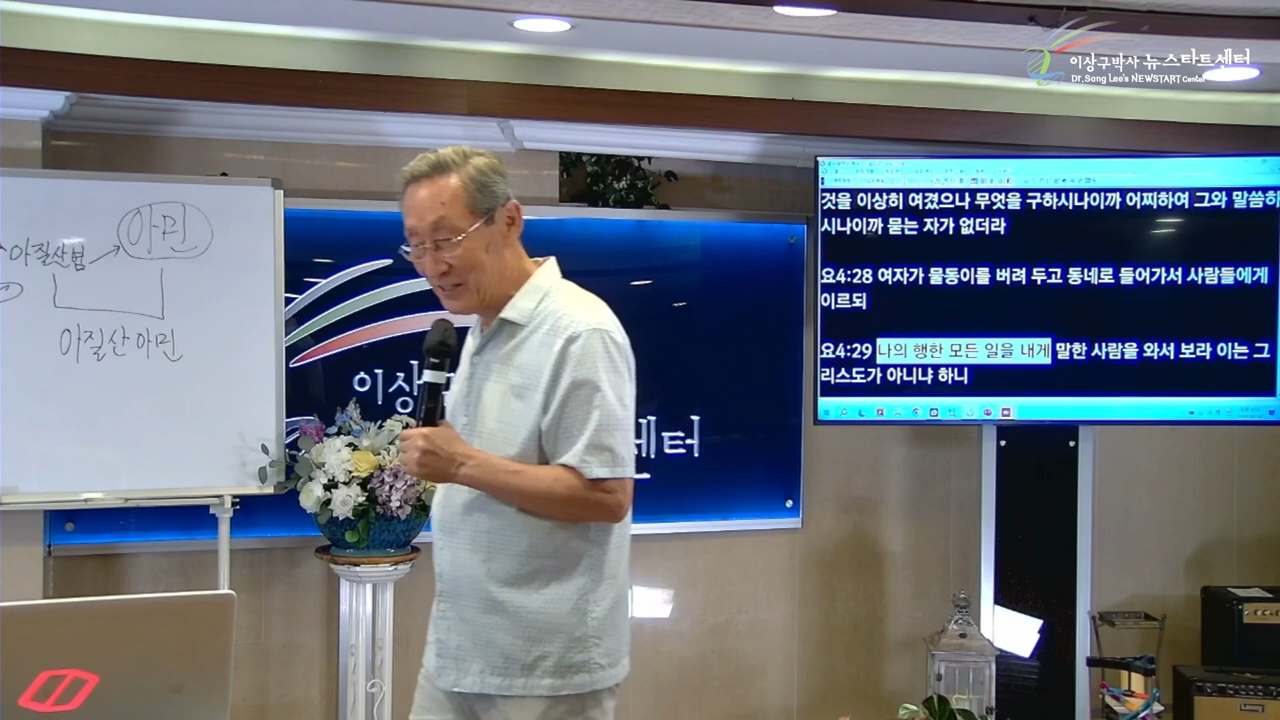 이상구박사 뉴스타트센터
Dr. Sang Lee's NEWSTART Center
아민
아질산염
아질산 아민
이상
센터
것을 이상히 여겼으나 무엇을 구하시나이까 어찌하여 그와 말씀하
시나이까 묻는 자가 없더라
요4:28 여자가 물동이를 버려 두고 동네로 들어가서 사람들에게
이르되
요4:29 나의 행한 모든 일을 내게 말한 사람을 와서 보라 이는 그
리스도가 아니냐 하니